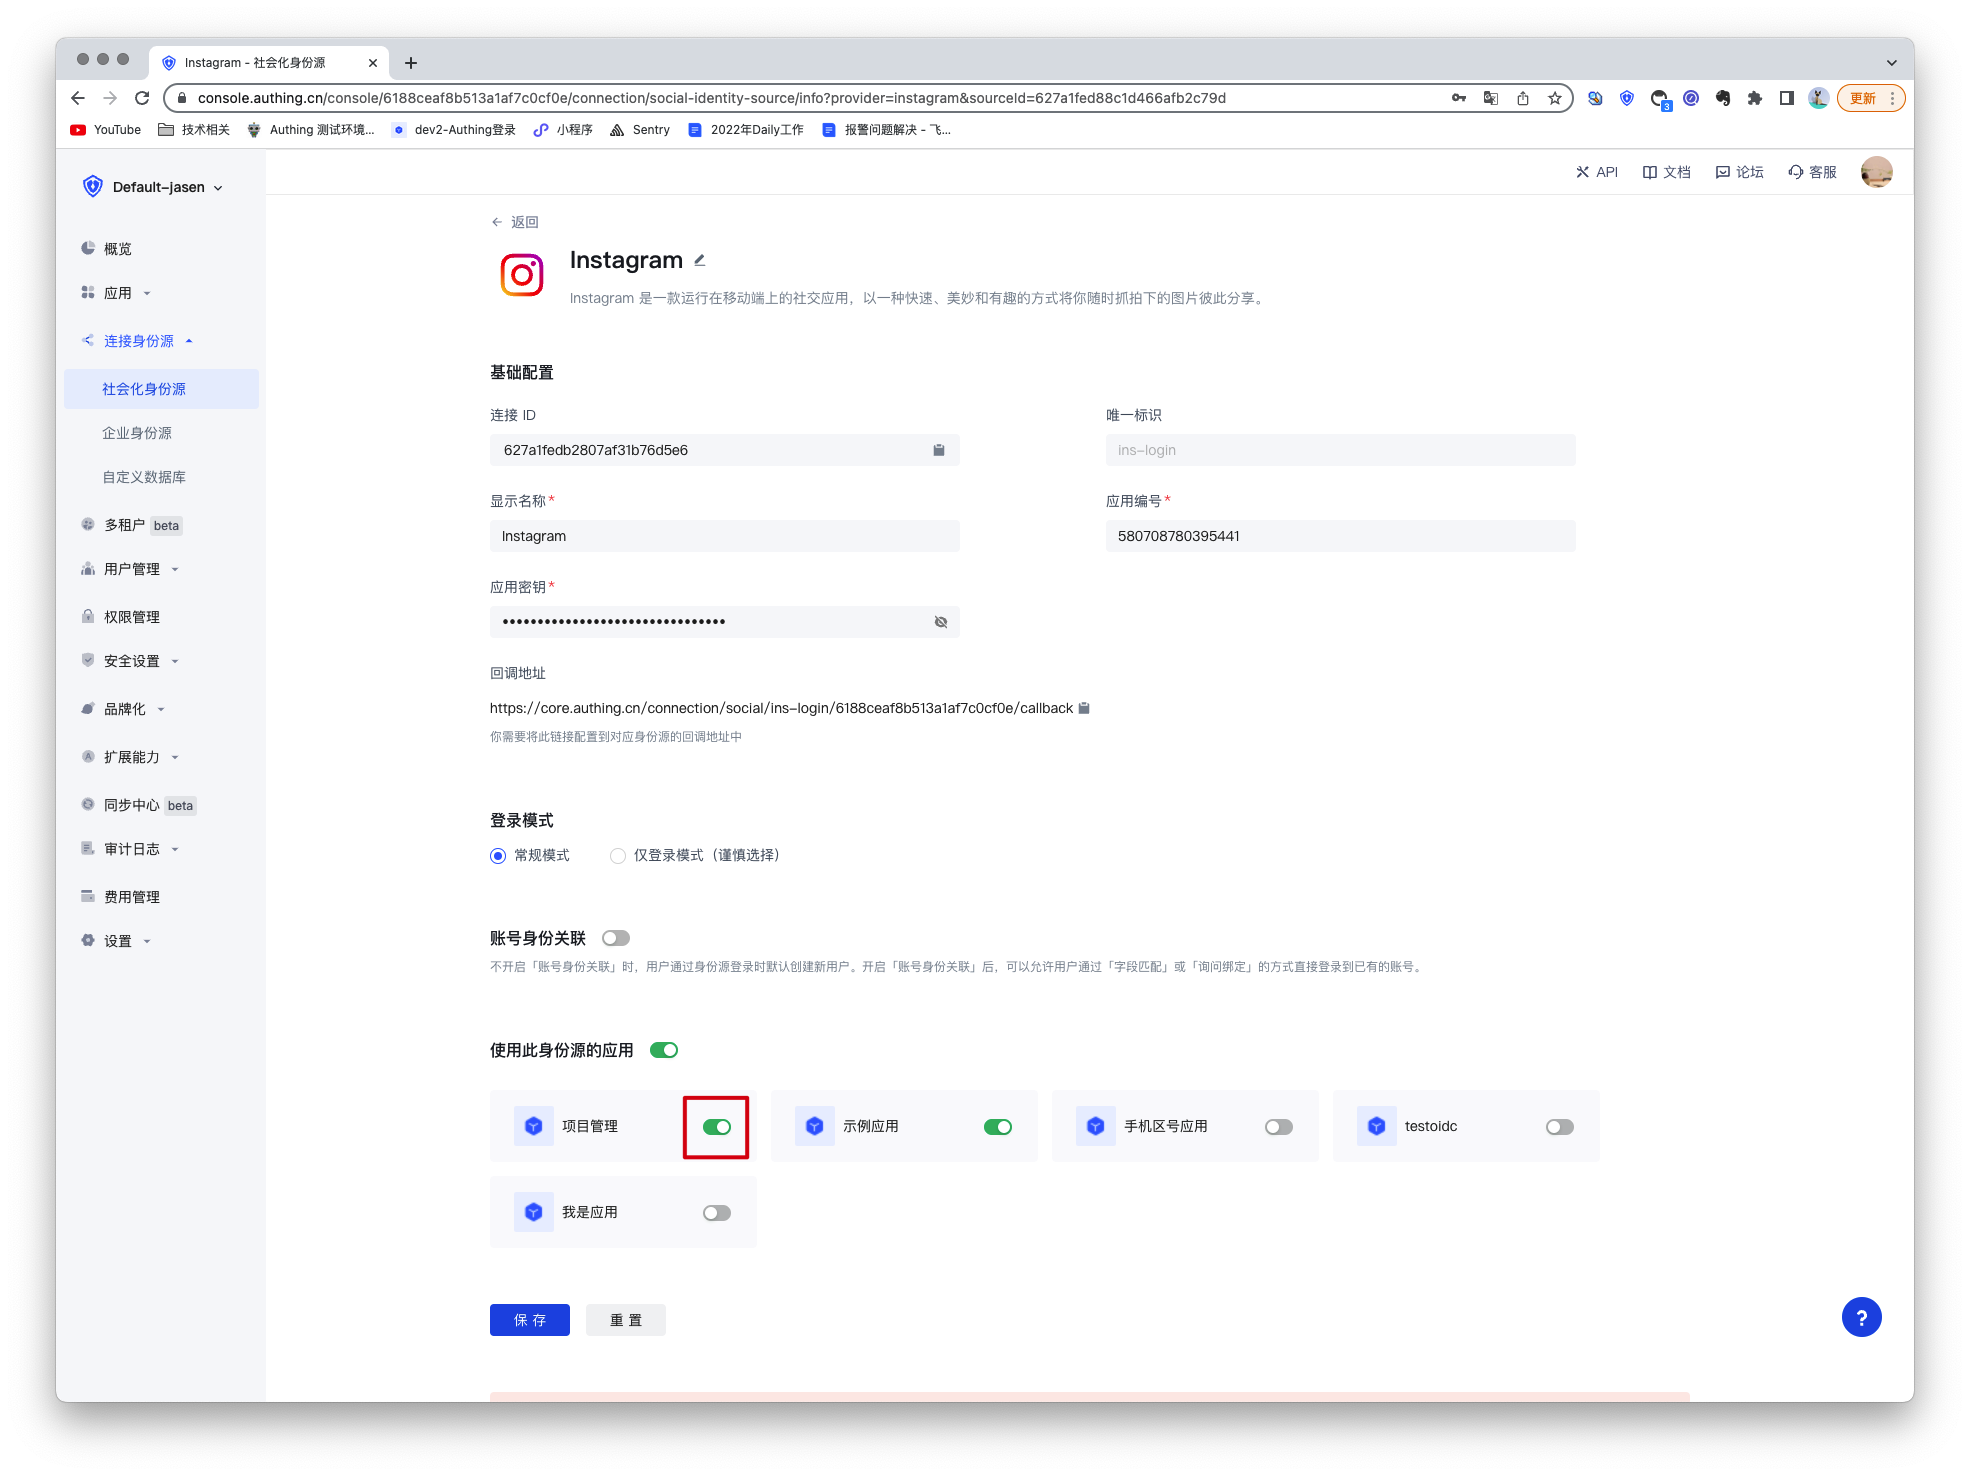 Instagram - 社会化身份源
console.authing.cn/console/6188ceaf8b513a1af7c0cf0e/connection/social-identity-source/info?provider=instagram&sourceId=627a1fed88c1d466afb2c79d
3
更新
YouTube
技术相关
Authing 测试环境...
dev2-Authing登录
小程序
Sentry
2022年Daily工作
报警问题解决 - 飞...
Default-jasen
API
文档
论坛
客服
概览
应用
连接身份源
社会化身份源
企业身份源
自定义数据库
多租户 beta
用户管理
权限管理
安全设置
品牌化
扩展能力
同步中心 beta
审计日志
费用管理
设置
返回
Instagram
Instagram 是一款运行在移动端上的社交应用，以一种快速、美妙和有趣的方式将你随时抓拍下的图片彼此分享。
基础配置
连接 ID
627a1fedb2807af31b76d5e6
唯一标识
ins-login
显示名称*
Instagram
应用编号*
580708780395441
应用密钥*
••••••••••••••••••••••••••••••••
回调地址
https://core.authing.cn/connection/social/ins-login/6188ceaf8b513a1af7c0cf0e/callback
你需要将此链接配置到对应身份源的回调地址中
登录模式
常规模式
仅登录模式（谨慎选择）
账号身份关联
不开启「账号身份关联」时，用户通过身份源登录时默认创建新用户。开启「账号身份关联」后，可以允许用户通过「字段匹配」或「询问绑定」的方式直接登录到已有的账号。
使用此身份源的应用
项目管理
示例应用
手机区号应用
testoidc
我是应用
保存
重置
?